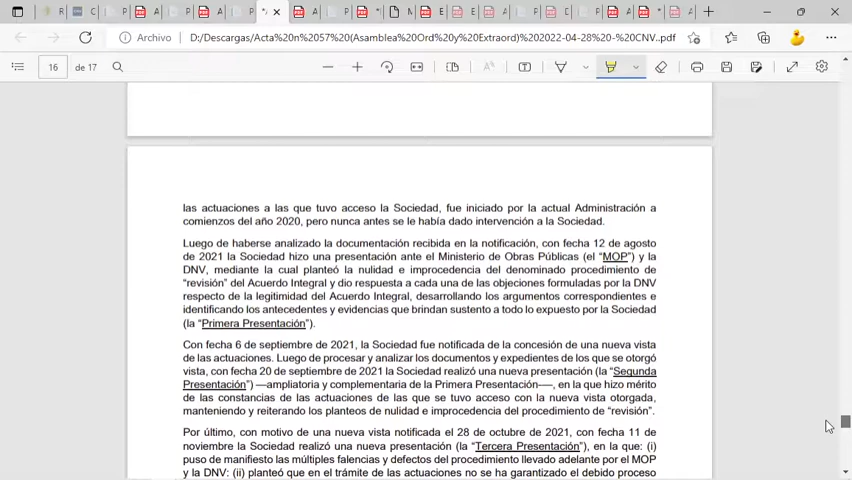 Archivo
D:/Descargas/Acta%20n%2057%20(Asamblea%20Ord%20y%20Extraord)%202022-04-28%20-%20CNV..pdf
16
de 17
las actuaciones a las que tuvo acceso la Sociedad, fue iniciado por la actual Administración a
comienzos del año 2020, pero nunca antes se le había dado intervención a la Sociedad.
Luego de haberse analizado la documentación recibida en la notificación, con fecha 12 de agosto
de 2021 la Sociedad hizo una presentación ante el Ministerio de Obras Públicas (el “MOP”) y la
DNV, mediante la cual planteó la nulidad e improcedencia del denominado procedimiento de
“revisión” del Acuerdo Integral y dio respuesta a cada una de las objeciones formuladas por la DNV
respecto de la legitimidad del Acuerdo Integral, desarrollando los argumentos correspondientes e
identificando los antecedentes y evidencias que brindan sustento a todo lo expuesto por la Sociedad
(la “Primera Presentación”).
Con fecha 6 de septiembre de 2021, la Sociedad fue notificada de la concesión de una nueva vista
de las actuaciones. Luego de procesar y analizar los documentos y expedientes de los que se otorgó
vista, con fecha 20 de septiembre de 2021 la Sociedad realizó una nueva presentación (la “Segunda
Presentación”) —ampliatoria y complementaria de la Primera Presentación—, en la que hizo mérito
de las constancias de las actuaciones de las que se tuvo acceso con la nueva vista otorgada,
manteniendo y reiterando los planteos de nulidad e improcedencia del procedimiento de “revisión”.
Por último, con motivo de una nueva vista notificada el 28 de octubre de 2021, con fecha 11 de
noviembre la Sociedad realizó una nueva presentación (la “Tercera Presentación”), en la que: (i)
puso de manifiesto las múltiples falencias y defectos del procedimiento llevado adelante por el MOP
y la DNV; (ii) planteó que en el trámite de las actuaciones no se ha garantizado el debido proceso